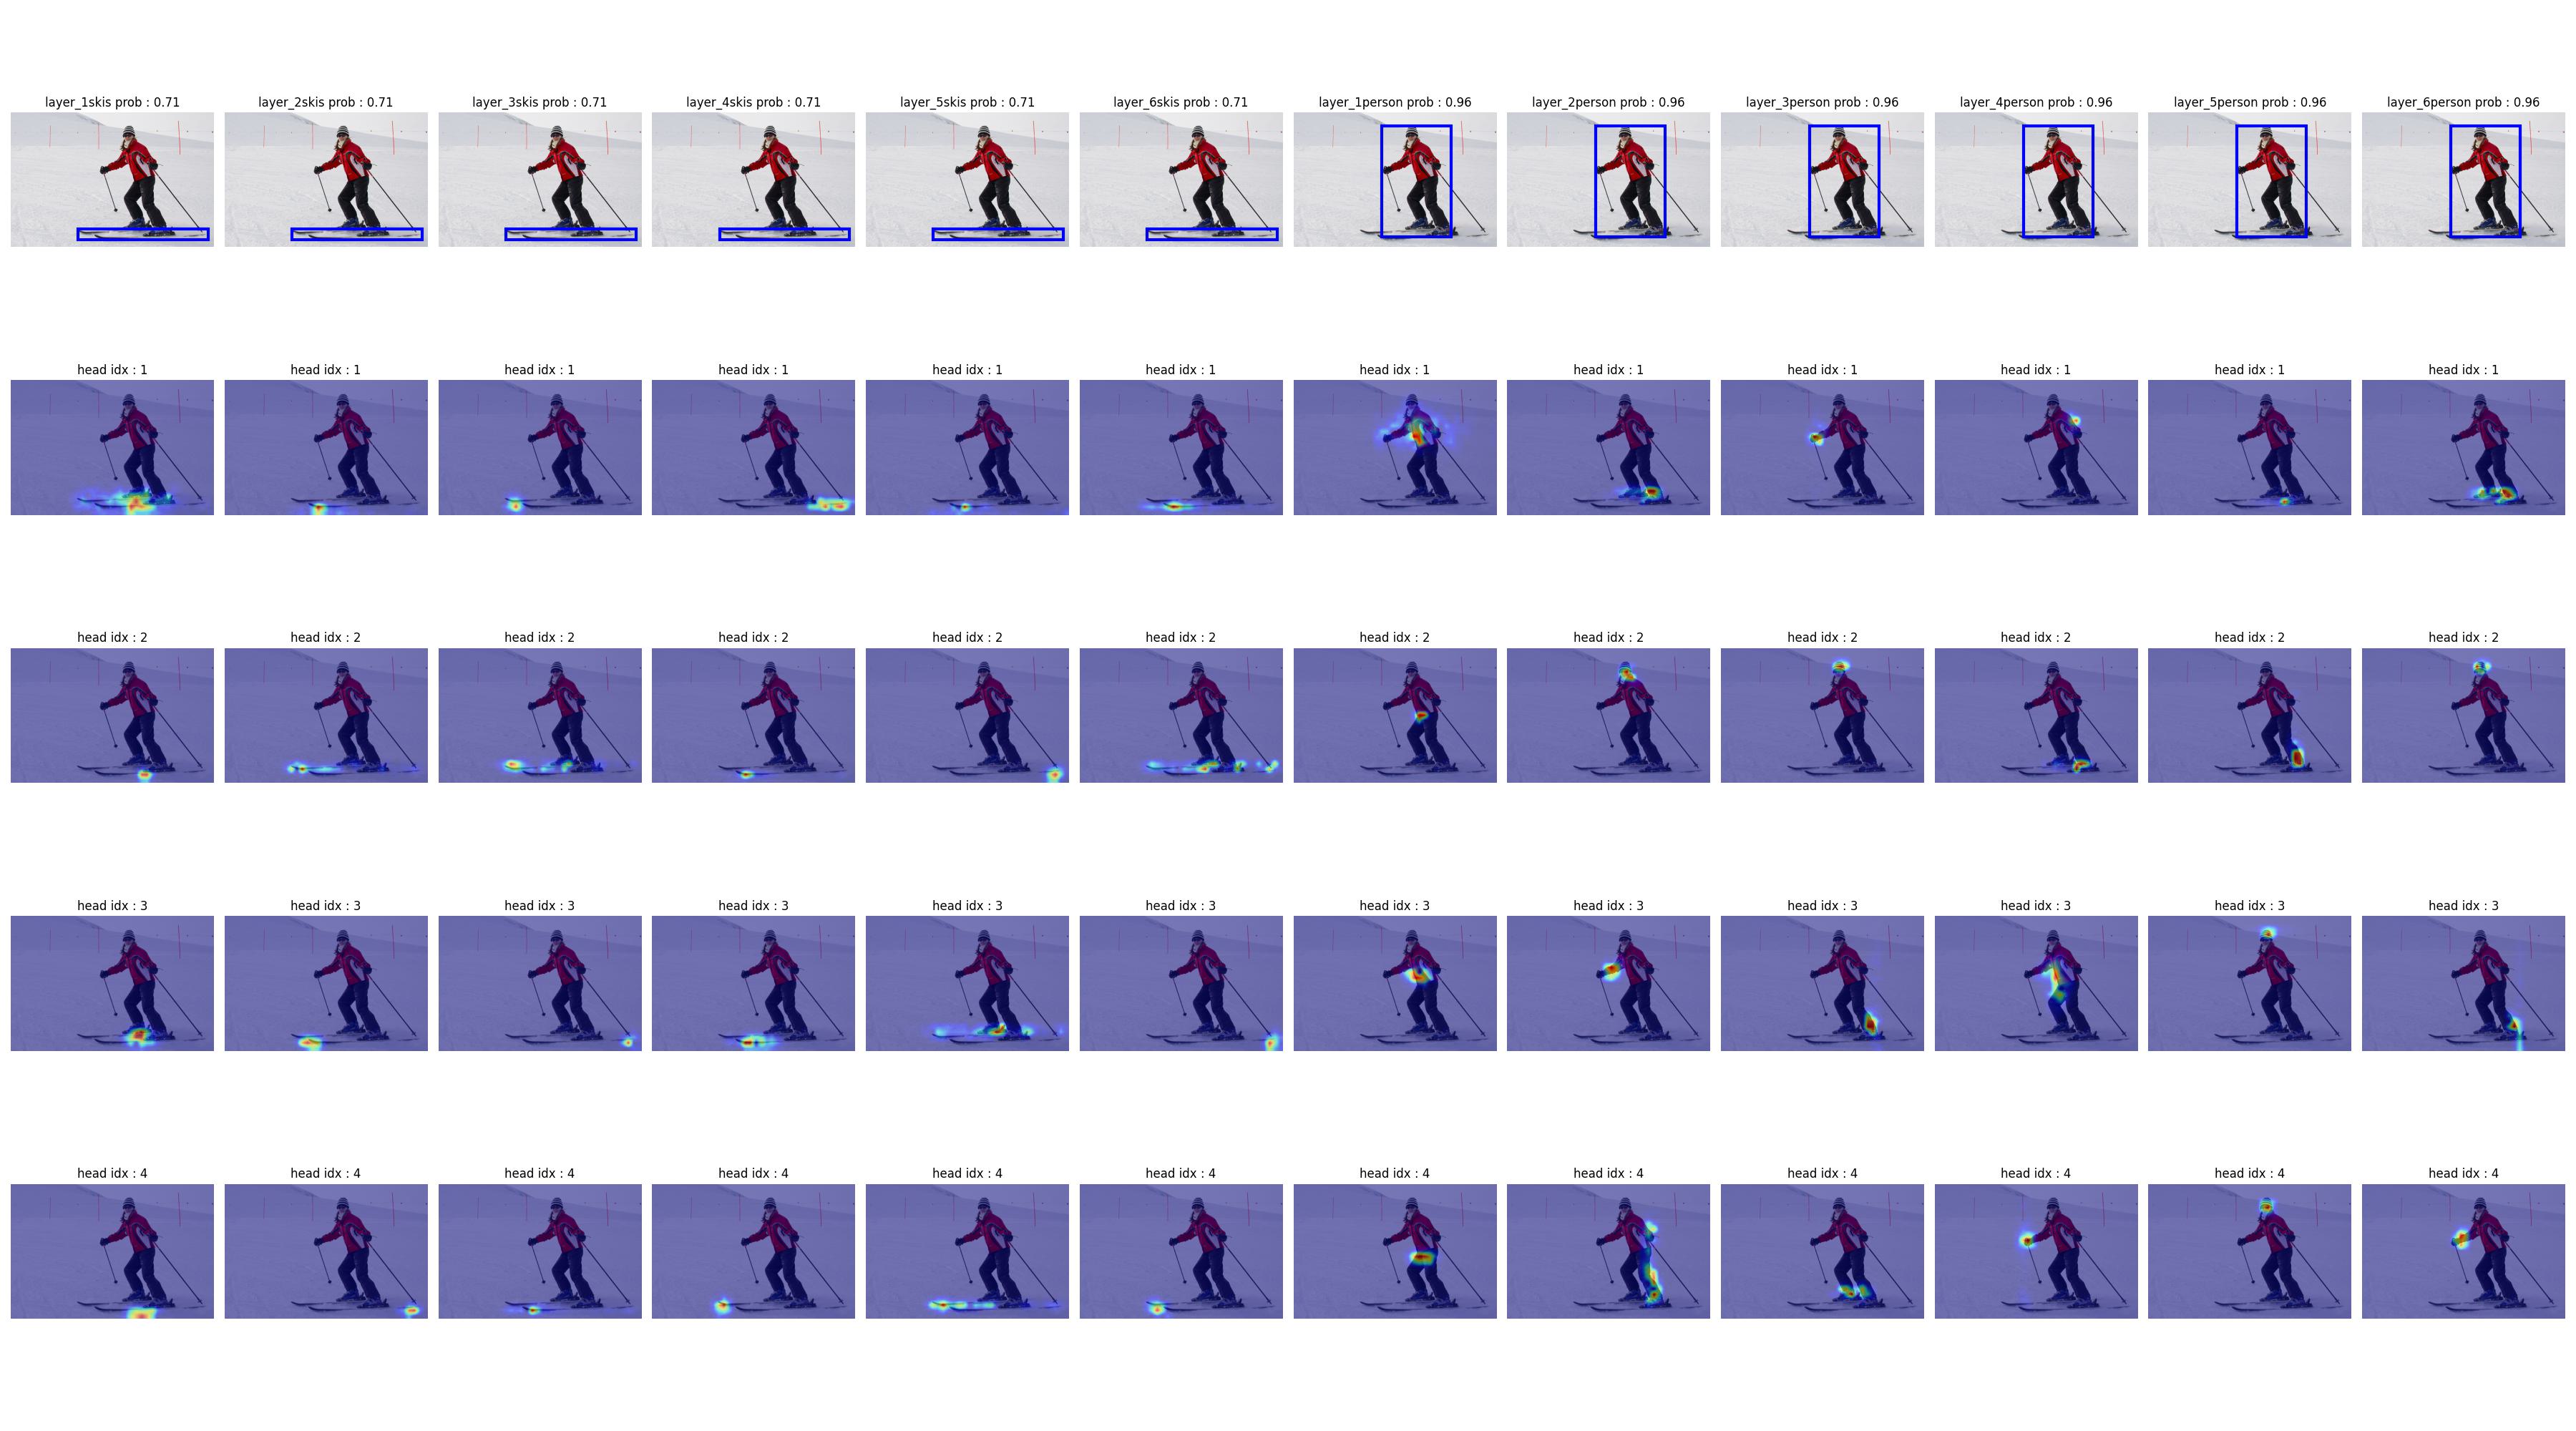 layer_1skis prob : 0.71 layer_2skis prob : 0.71 layer_3skis prob : 0.71 layer_4skis prob : 0.71 layer_5skis prob : 0.71 layer_6skis prob : 0.71 layer_1person prob : 0.96 layer_2person prob : 0.96 layer_3person prob : 0.96 layer_4person prob : 0.96 layer_5person prob : 0.96 layer_6person prob : 0.96
head idx : 1 head idx : 1 head idx : 1 head idx : 1 head idx : 1 head idx : 1 head idx : 1 head idx : 1 head idx : 1 head idx : 1 head idx : 1 head idx : 1
head idx : 2 head idx : 2 head idx : 2 head idx : 2 head idx : 2 head idx : 2 head idx : 2 head idx : 2 head idx : 2 head idx : 2 head idx : 2 head idx : 2
head idx : 3 head idx : 3 head idx : 3 head idx : 3 head idx : 3 head idx : 3 head idx : 3 head idx : 3 head idx : 3 head idx : 3 head idx : 3 head idx : 3
head idx : 4 head idx : 4 head idx : 4 head idx : 4 head idx : 4 head idx : 4 head idx : 4 head idx : 4 head idx : 4 head idx : 4 head idx : 4 head idx : 4